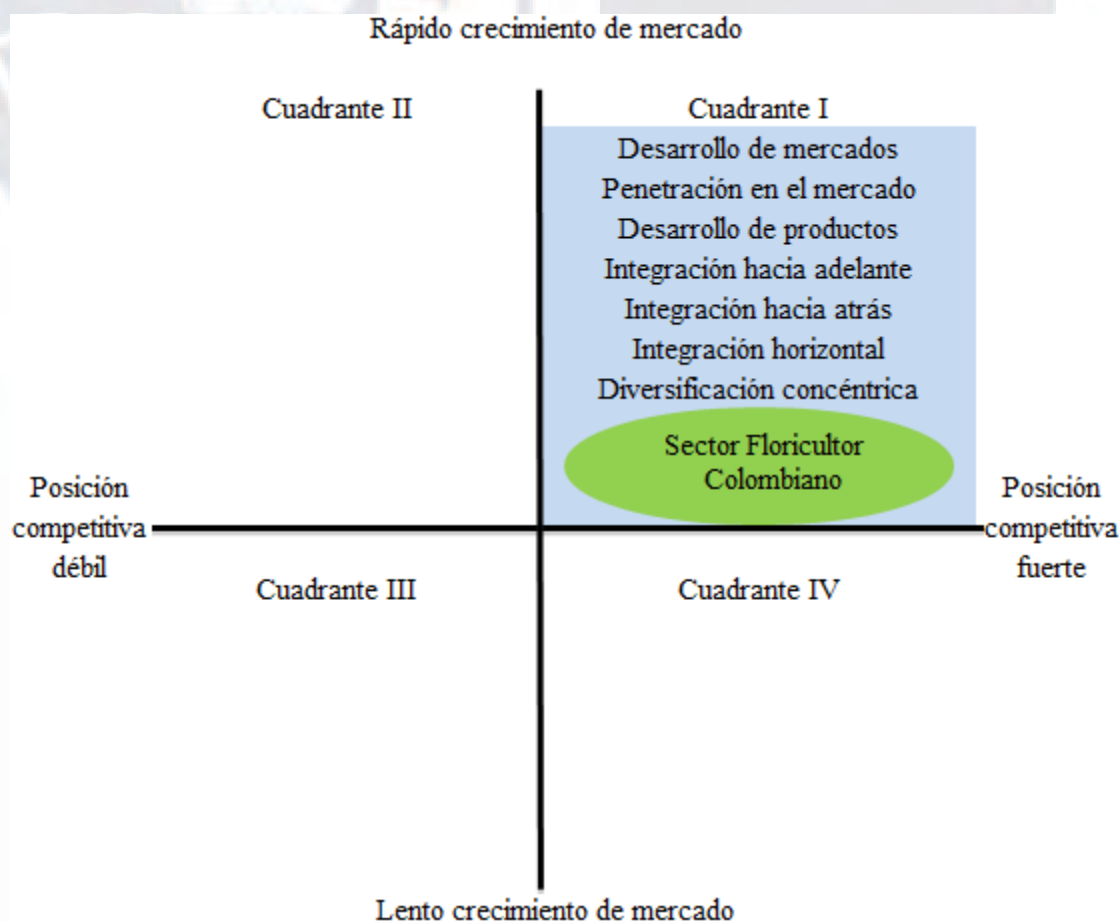 Rápido crecimiento de mercado
Cuadrante II
Cuadrante I
Desarrollo de mercados
Penetración en el mercado
Desarrollo de productos
Integración hacia adelante
Integración hacia atrás
Integración horizontal
Diversificación concéntrica
Sector Floricultor
Colombiano
Posición
competitiva
débil
Posición
competitiva
fuerte
Cuadrante III
Cuadrante IV
Lento crecimiento de mercado